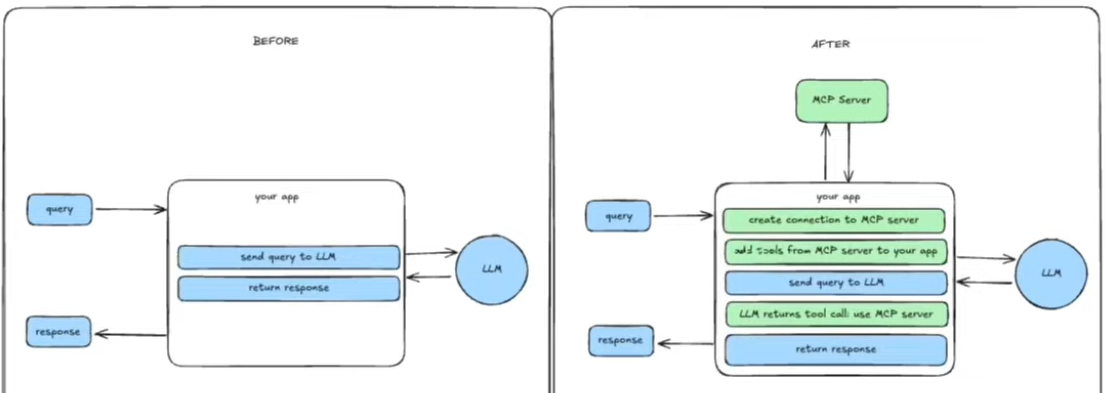 BEFORE
your app
query
send query to LLM
LLM
return response
response
AFTER
MCP Server
your app
query
create connection to MCP server
add tools from MCP server to your app
LLM
send query to LLM
LLM returns tool call: use MCP server
response
return response